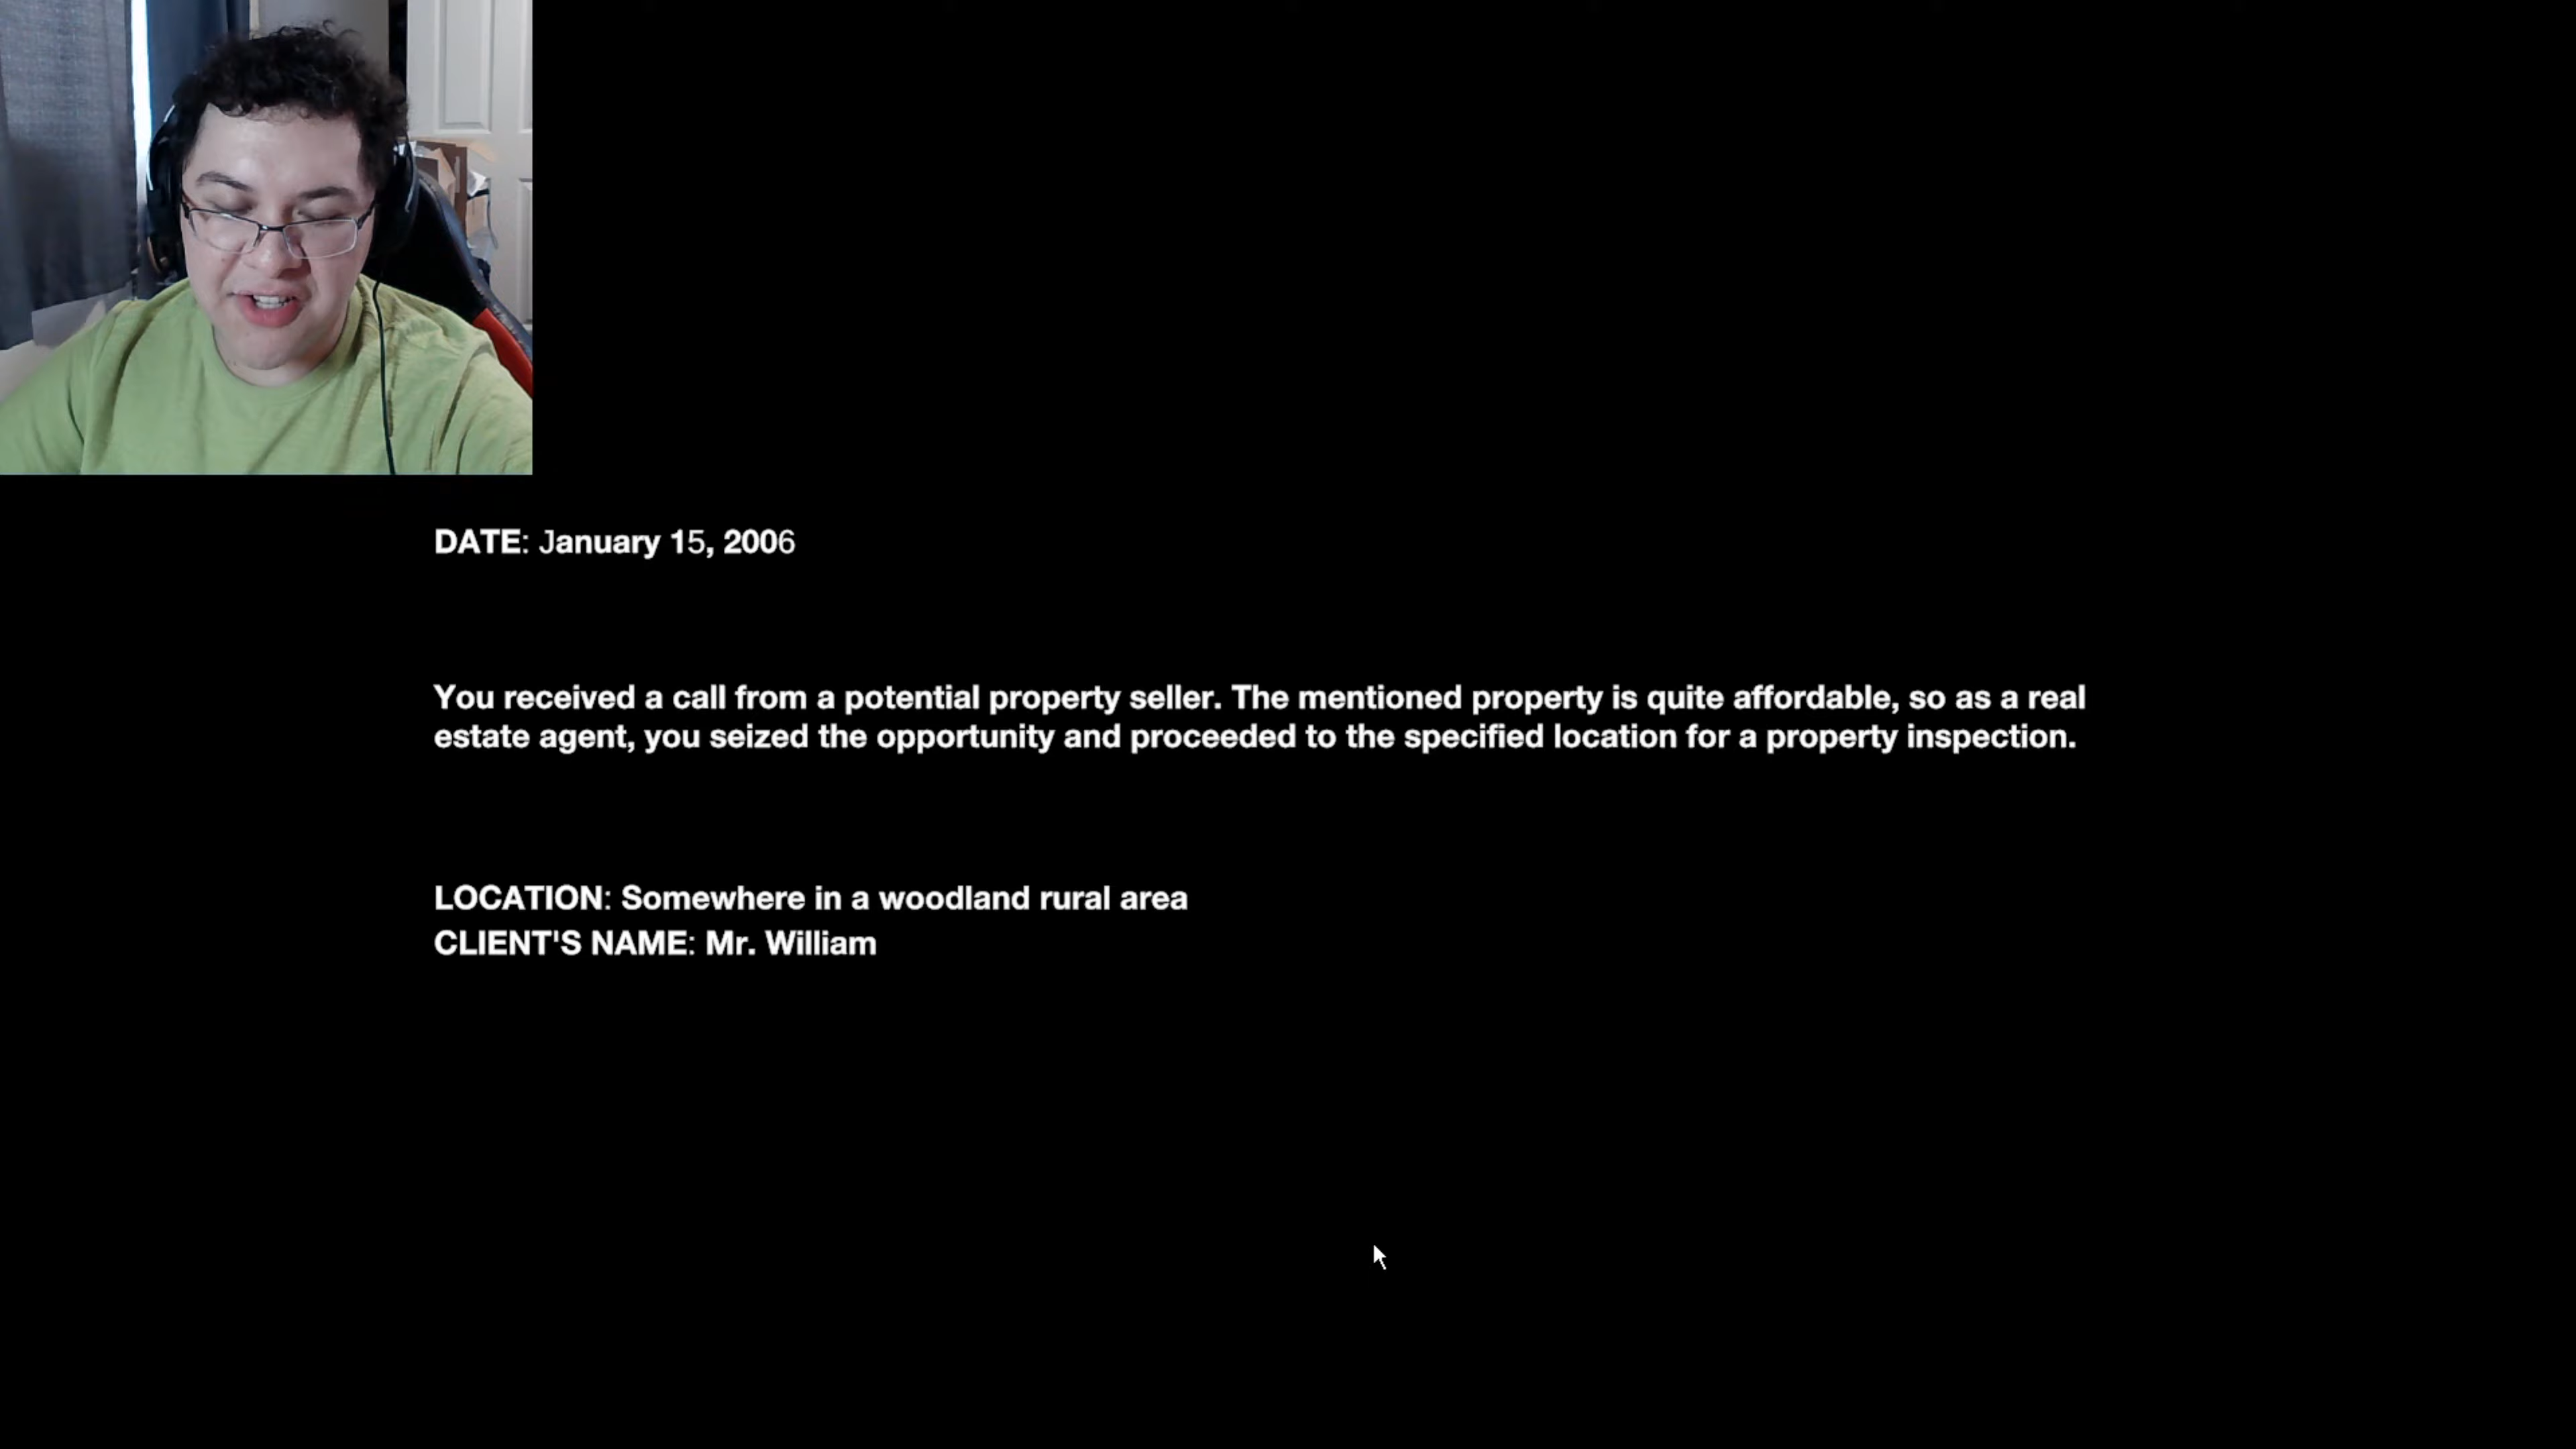 DATE: January 15, 2006
You received a call from a potential property seller. The mentioned property is quite affordable, so as a real
estate agent, you seized the opportunity and proceeded to the specified location for a property inspection.
LOCATION: Somewhere in a woodland rural area
CLIENT'S NAME: Mr. William